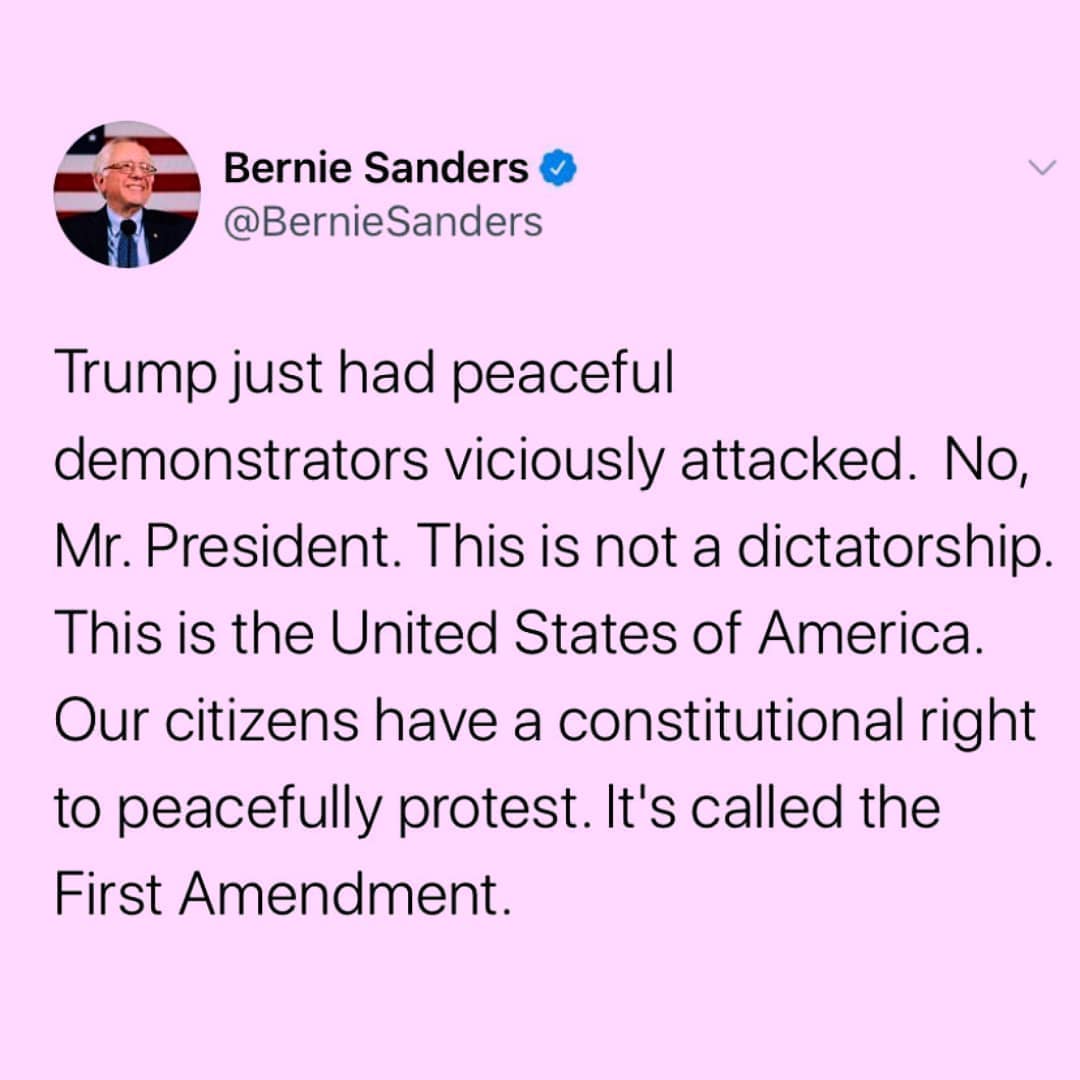 Bernie Sanders
@BernieSanders
Trump just had peaceful
demonstrators viciously attacked.  No,
Mr. President. This is not a dictatorship.
This is the United States of America.
Our citizens have a constitutional right
to peacefully protest. It's called the
First Amendment.